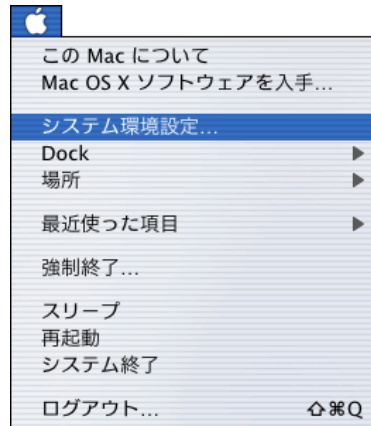 この Mac について
Mac OS X ソフトウェアを入手...
システム環境設定...
Dock
場所
最近使った項目
強制終了...
スリープ
再起動
システム終了
ログアウト... ⇧⌘Q